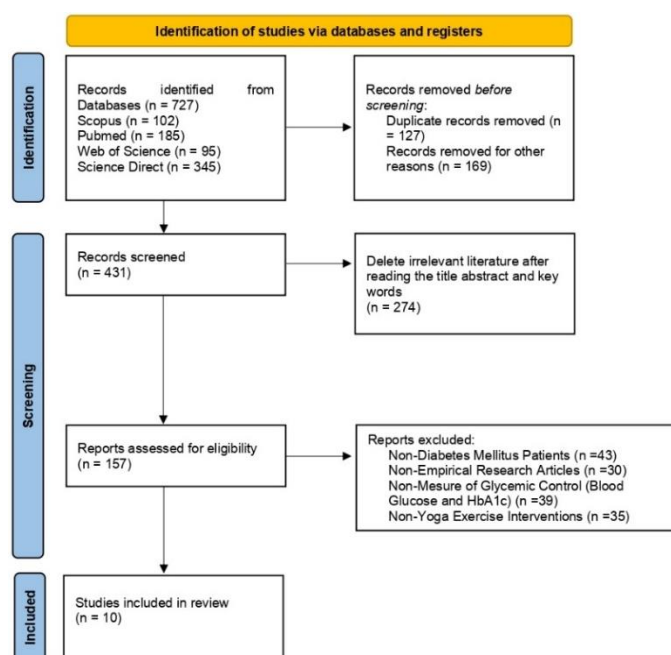 Identification of studies via databases and registers
Identification
Records identified from
Databases (n = 727)
Scopus (n = 102)
Pubmed (n = 185)
Web of Science (n = 95)
Science Direct (n = 345)
Records removed before
screening:
Duplicate records removed (n
= 127)
Records removed for other
reasons (n = 169)
Screening
Records screened
(n = 431)
Delete irrelevant literature after
reading the title abstract and key
words
(n = 274)
Reports assessed for eligibility
(n = 157)
Reports excluded:
Non-Diabetes Mellitus Patients (n =43)
Non-Empirical Research Articles (n =30)
Non-Mesure of Glycemic Control (Blood
Glucose and HbA1c) (n =39)
Non-Yoga Exercise Interventions (n =35)
Included
Studies included in review
(n = 10)